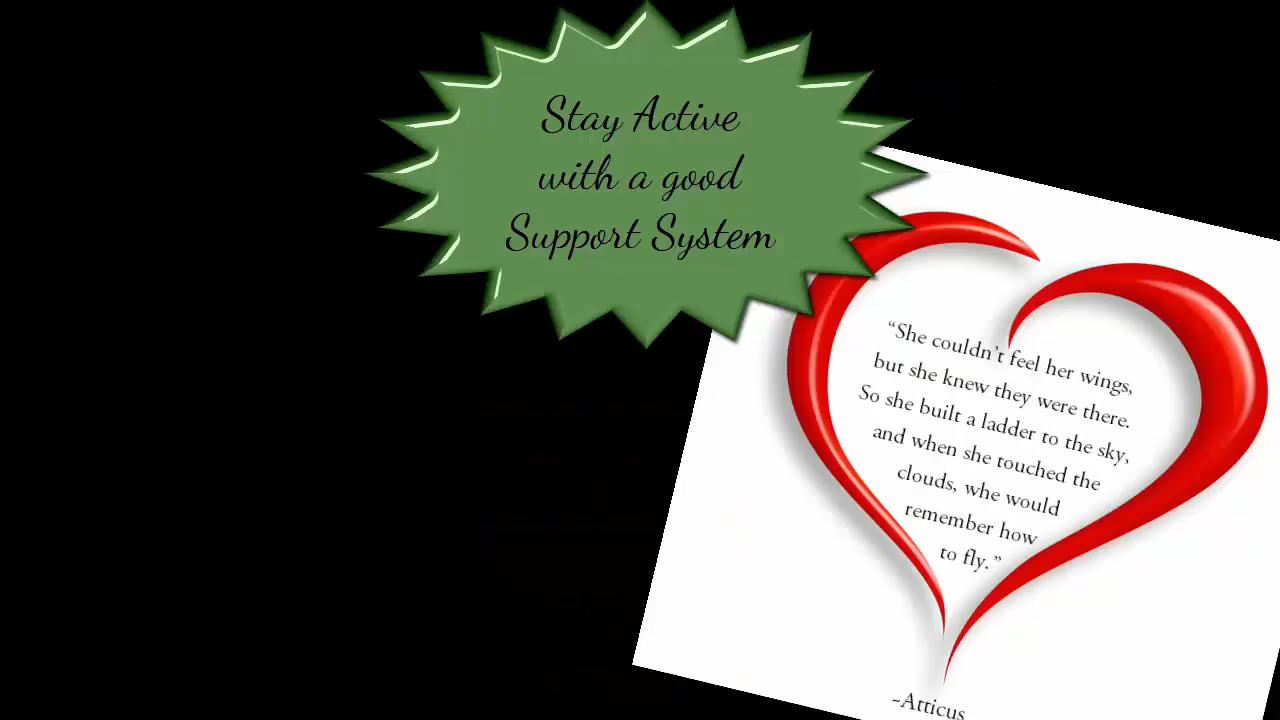 Stay Active
with a good
Support System
“She couldn’t feel her wings,
but she knew they were there.
So she built a ladder to the sky,
and when she touched the
clouds, whe would
remember how
to fly.”
~Atticus